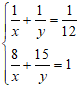 1/x + 1/y = 1/12
8/x + 15/y = 1